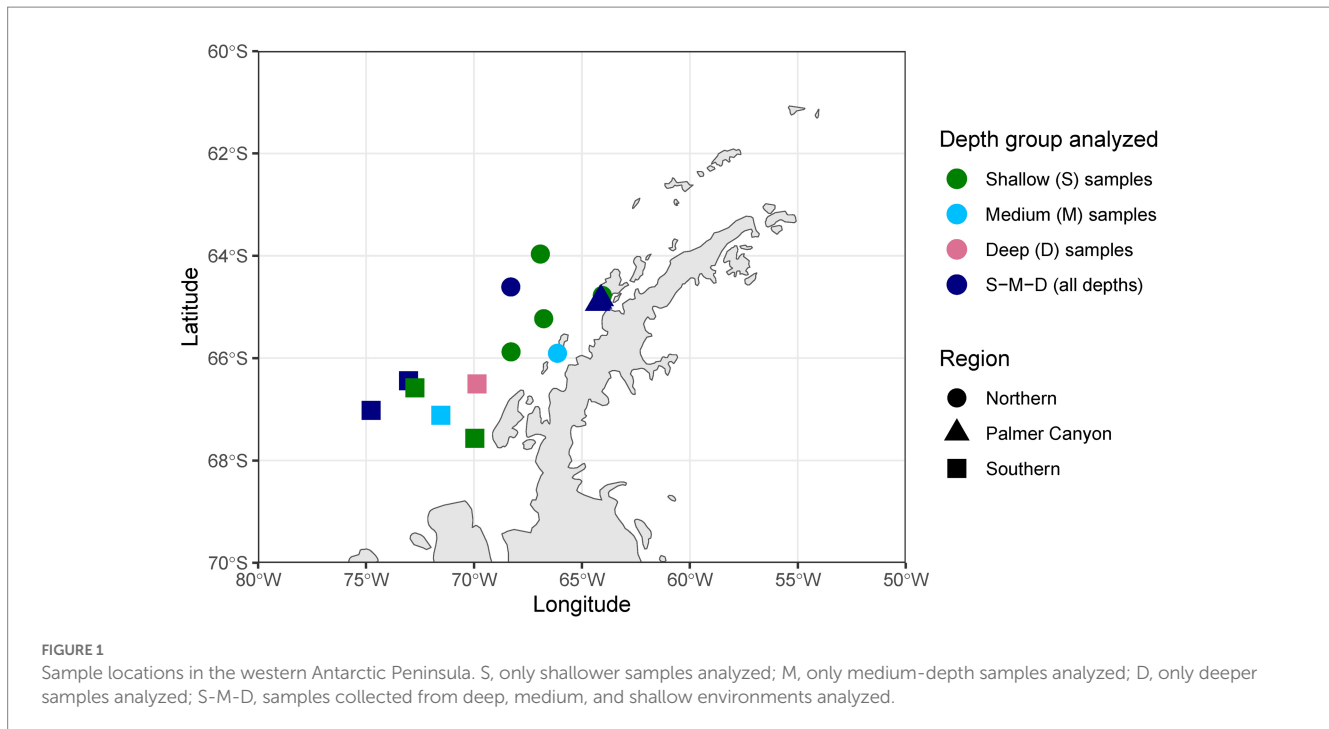 60°S
62°S
64°S
66°S
68°S
70°S
Latitude
80°W
75°W
70°W
65°W
60°W
55°W
50°W
Longitude
Depth group analyzed
Shallow (S) samples
Medium (M) samples
Deep (D) samples
S−M−D (all depths)
Region
Northern
Palmer Canyon
Southern
FIGURE 1
Sample locations in the western Antarctic Peninsula. S, only shallower samples analyzed; M, only medium-depth samples analyzed; D, only deeper
samples analyzed; S-M-D, samples collected from deep, medium, and shallow environments analyzed.